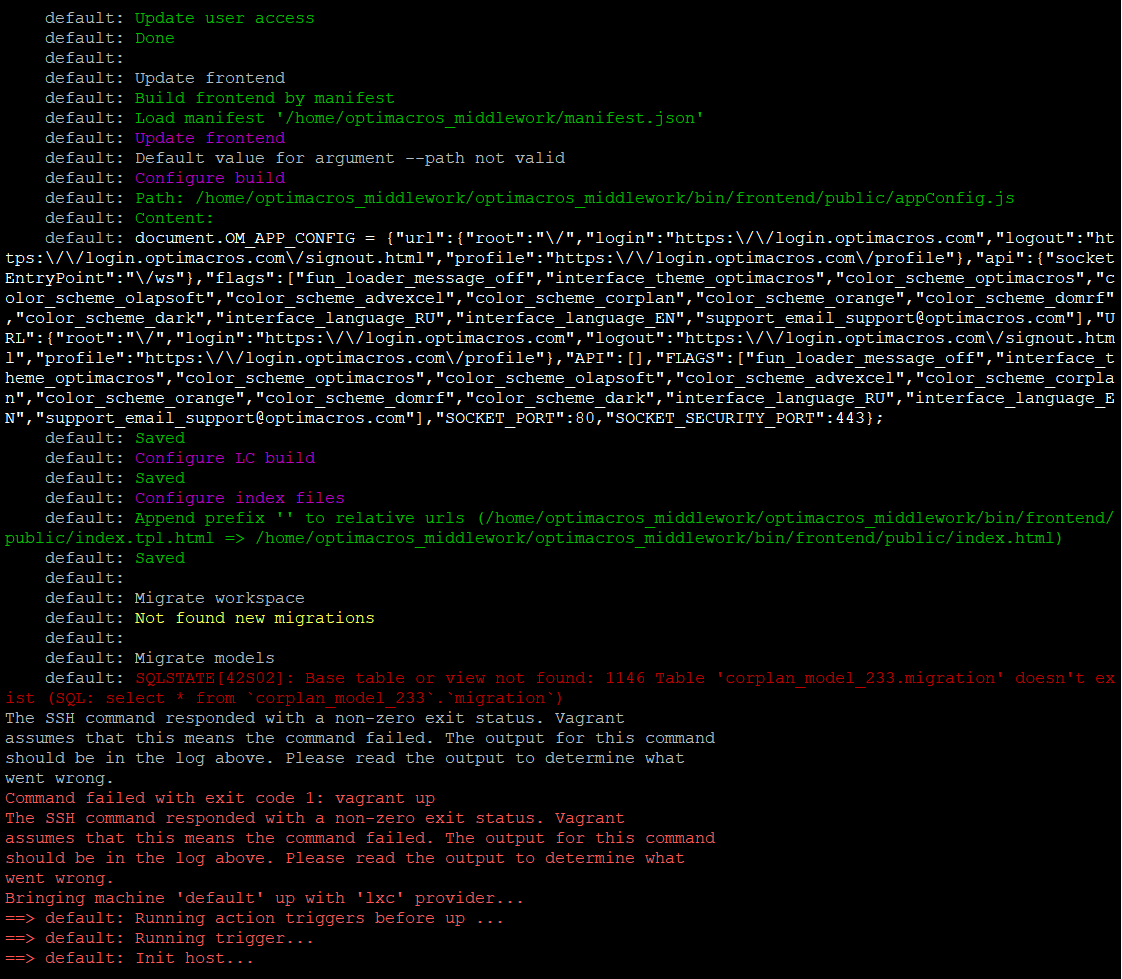 default: Update user access
default: Done
default:
default: Update frontend
default: Build frontend by manifest
default: Load manifest '/home/optimacros_middlework/manifest.json'
default: Update frontend
default: Default value for argument --path not valid
default: Configure build
default: Path: /home/optimacros_middlework/optimacros_middlework/bin/frontend/public/appConfig.js
default: Content:
default: document.OM_APP_CONFIG = {"url":{"root":"\/","login":"https:\/\/login.optimacros.com","logout":"ht
tps:\/\/login.optimacros.com\/signout.html","profile":"https:\/\/login.optimacros.com\/profile"},"api":{"socket
EntryPoint":"\/ws"},"flags":["fun_loader_message_off","interface_theme_optimacros","color_scheme_optimacros","c
olor_scheme_olapsoft","color_scheme_advexcel","color_scheme_corplan","color_scheme_orange","color_scheme_domrf"
,"color_scheme_dark","interface_language_RU","interface_language_EN","support_email_support@optimacros.com"],"U
RL":{"root":"\/","login":"https:\/\/login.optimacros.com","logout":"https:\/\/login.optimacros.com\/signout.htm
l","profile":"https:\/\/login.optimacros.com\/profile"},"API":[],"FLAGS":["fun_loader_message_off","interface_t
heme_optimacros","color_scheme_optimacros","color_scheme_olapsoft","color_scheme_advexcel","color_scheme_corpla
n","color_scheme_orange","color_scheme_domrf","color_scheme_dark","interface_language_RU","interface_language_E
N","support_email_support@optimacros.com"],"SOCKET_PORT":80,"SOCKET_SECURITY_PORT":443};
default: Saved
default: Configure LC build
default: Saved
default: Configure index files
default: Append prefix '' to relative urls (/home/optimacros_middlework/optimacros_middlework/bin/frontend/
public/index.tpl.html => /home/optimacros_middlework/optimacros_middlework/bin/frontend/public/index.html)
default: Saved
default:
default: Migrate workspace
default: Not found new migrations
default:
default: Migrate models
default: SQLSTATE[42S02]: Base table or view not found: 1146 Table 'corplan_model_233.migration' doesn't ex
ist (SQL: select * from `corplan_model_233`.`migration`)
The SSH command responded with a non-zero exit status. Vagrant
assumes that this means the command failed. The output for this command
should be in the log above. Please read the output to determine what
went wrong.
Command failed with exit code 1: vagrant up
The SSH command responded with a non-zero exit status. Vagrant
assumes that this means the command failed. The output for this command
should be in the log above. Please read the output to determine what
went wrong.
Bringing machine 'default' up with 'lxc' provider...
==> default: Running action triggers before up ...
==> default: Running trigger...
==> default: Init host...